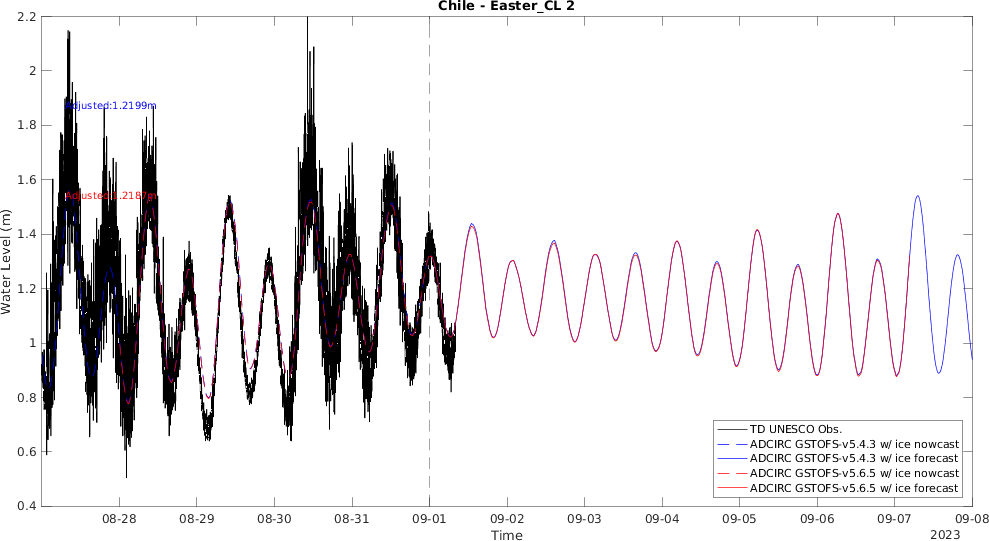 Chile - Easter_CL 2
2.2
2
1.8
1.6
1.4
1.2
1
0.8
0.6
0.4
Water Level (m)
Adjusted:1.2199m
Adjusted:1.2187m
TD UNESCO Obs.
ADCIRC GSTOFS-v5.4.3 w/ ice nowcast
ADCIRC GSTOFS-v5.4.3 w/ ice forecast
ADCIRC GSTOFS-v5.6.5 w/ ice nowcast
ADCIRC GSTOFS-v5.6.5 w/ ice forecast
08-28 08-29 08-30 08-31 09-01 09-02 09-03 09-04 09-05 09-06 09-07 09-08
Time
2023